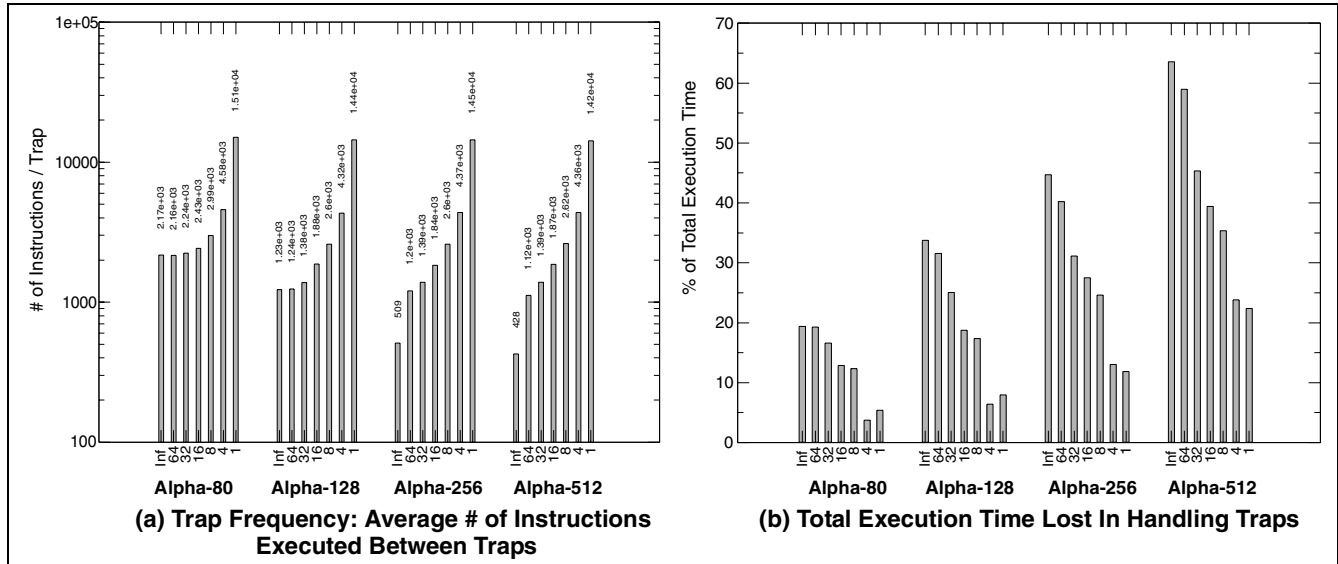 1e+05
10000
1000
100
# of Instructions / Trap
2.17e+03
2.16e+03
2.24e+03
2.43e+03
2.99e+03
4.58e+03
1.51e+04
1.23e+03
1.24e+03
1.38e+03
1.88e+03
2.6e+03
4.32e+03
1.44e+04
509
1.2e+03
1.39e+03
1.84e+03
2.6e+03
4.37e+03
1.45e+04
428
1.12e+03
1.39e+03
1.87e+03
2.62e+03
4.36e+03
1.42e+04
Inf 64 32 16 8 4 1 Inf 64 32 16 8 4 1 Inf 64 32 16 8 4 1 Inf 64 32 16 8 4 1
Alpha-80 Alpha-128 Alpha-256 Alpha-512
(a) Trap Frequency: Average # of Instructions
Executed Between Traps
70
60
50
40
30
20
10
0
% of Total Execution Time
Inf 64 32 16 8 4 1 Inf 64 32 16 8 4 1 Inf 64 32 16 8 4 1 Inf 64 32 16 8 4 1
Alpha-80 Alpha-128 Alpha-256 Alpha-512
(b) Total Execution Time Lost In Handling Traps